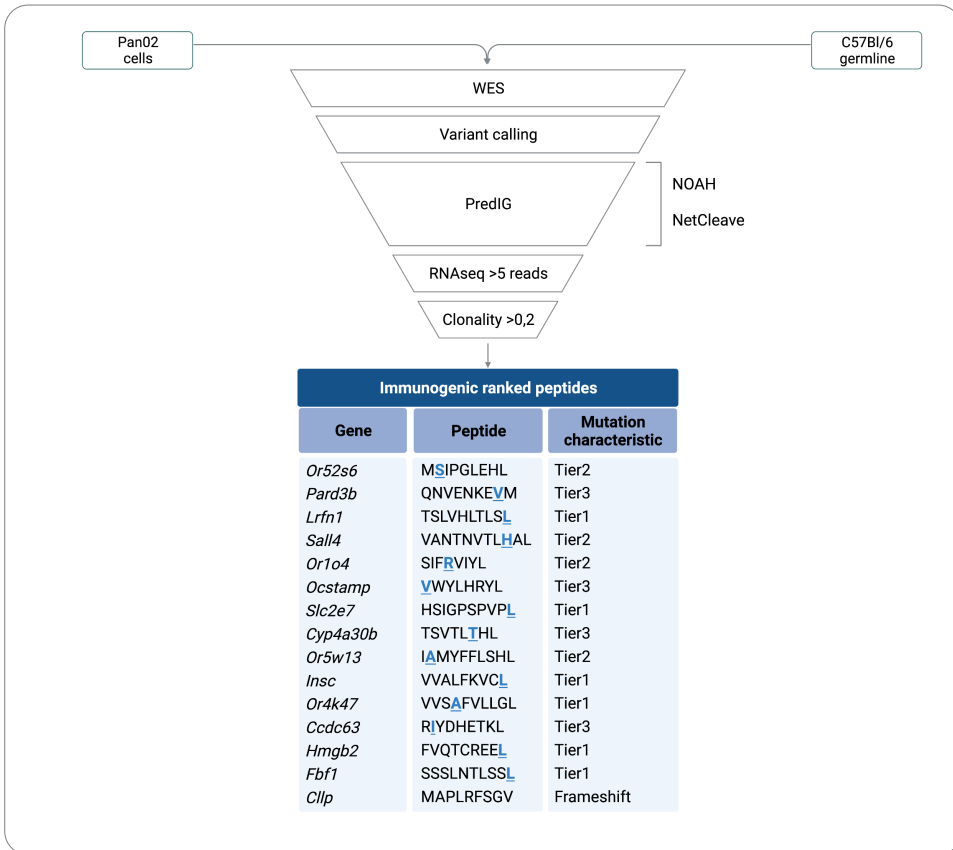 Pan02
cells
C57Bl/6
germline
WES
Variant calling
PredIG
NOAH
NetCleave
RNAseq >5 reads
Clonality >0,2
Immunogenic ranked peptides
Gene Peptide Mutation
characteristic
Or52s6 MSIPGLEHL Tier2
Pard3b QNVENKEVM Tier3
Lrfn1 TSLVHLTLSL Tier1
Sall4 VANTNVTLHAL Tier2
Or1o4 SIFRVIYL Tier2
Ocstamp VWYLHRYL Tier3
Slc2e7 HSIGPSPVPL Tier1
Cyp4a30b TSVTLTHL Tier3
Or5w13 IAMYFFLSHL Tier2
Insc VVALFKVCL Tier1
Or4k47 VVSAFVLLGL Tier1
Ccdc63 RIYDHETKL Tier3
Hmgb2 FVQTCREEL Tier1
Fbf1 SSSLNTLSSL Tier1
Cllp MAPLRFSGV Frameshift